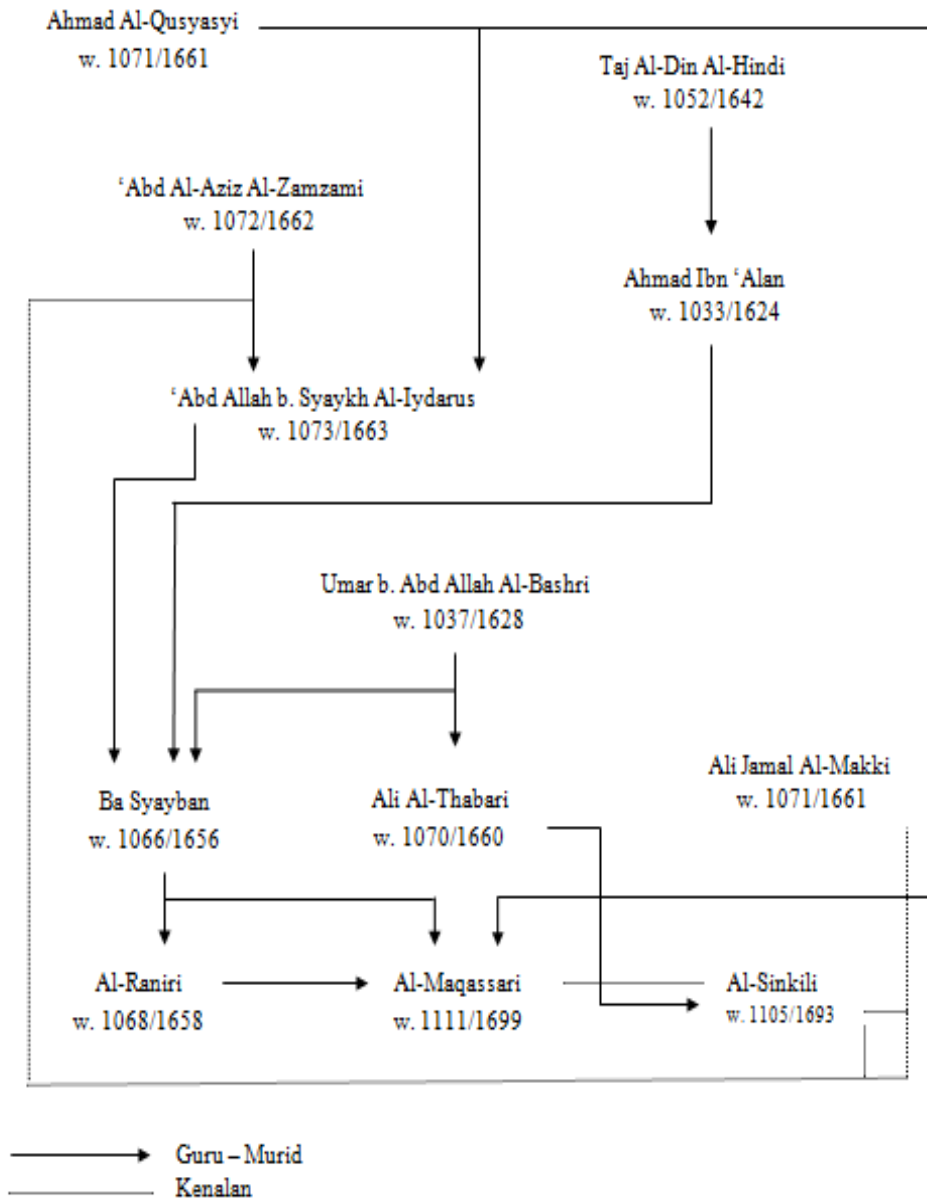 Ahmad Al-Qusyasyi
w. 1071/1661
Taj Al-Din Al-Hindi
w. 1052/1642
‘Abd Al-Aziz Al-Zamzami
w. 1072/1662
Ahmad Ibn ‘Alan
w. 1033/1624
‘Abd Allah b. Syaykh Al-Iydarus
w. 1073/1663
Umar b. Abd Allah Al-Bashri
w. 1037/1628
Ali Jamal Al-Makki
w. 1071/1661
Ba Syayban
w. 1066/1656
Ali Al-Thabari
w. 1070/1660
Al-Raniri
w. 1068/1658
Al-Maqassari
w. 1111/1699
Al-Sinkili
w. 1105/1693
Guru – Murid
Kenalan